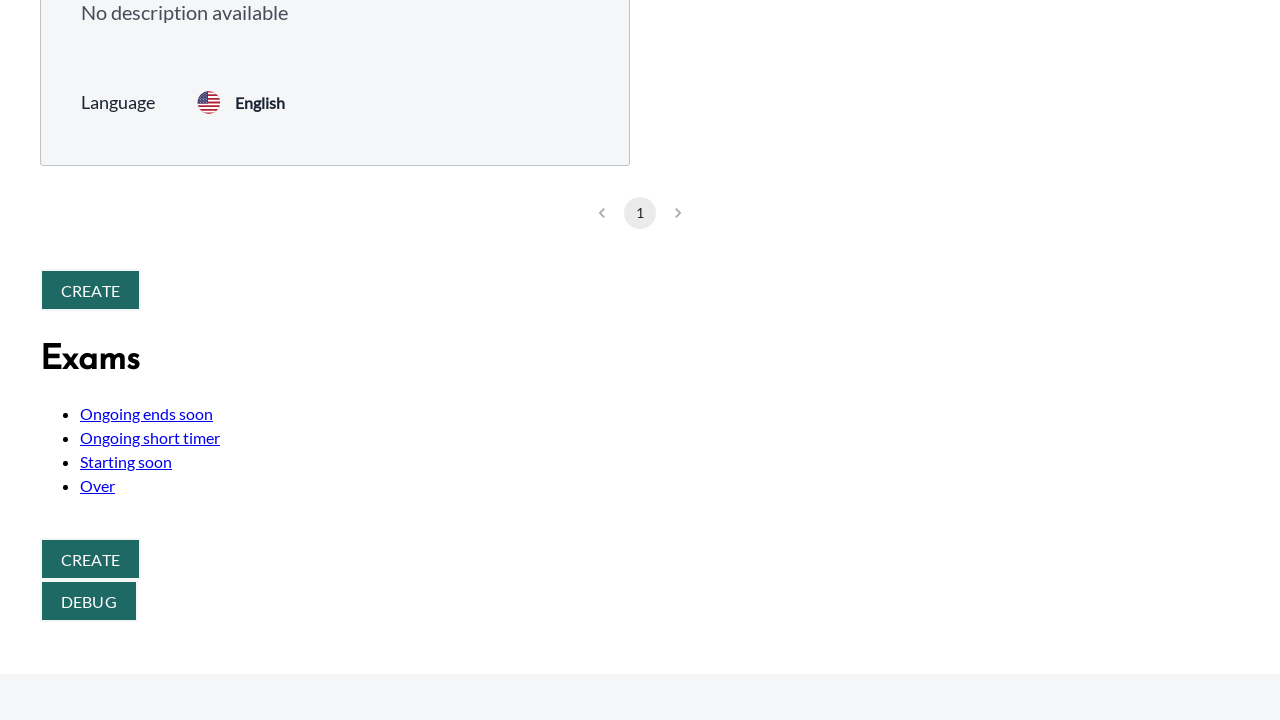 No description available
Language English
1
CREATE
Exams
Ongoing ends soon
Ongoing short timer
Starting soon
Over
CREATE
DEBUG